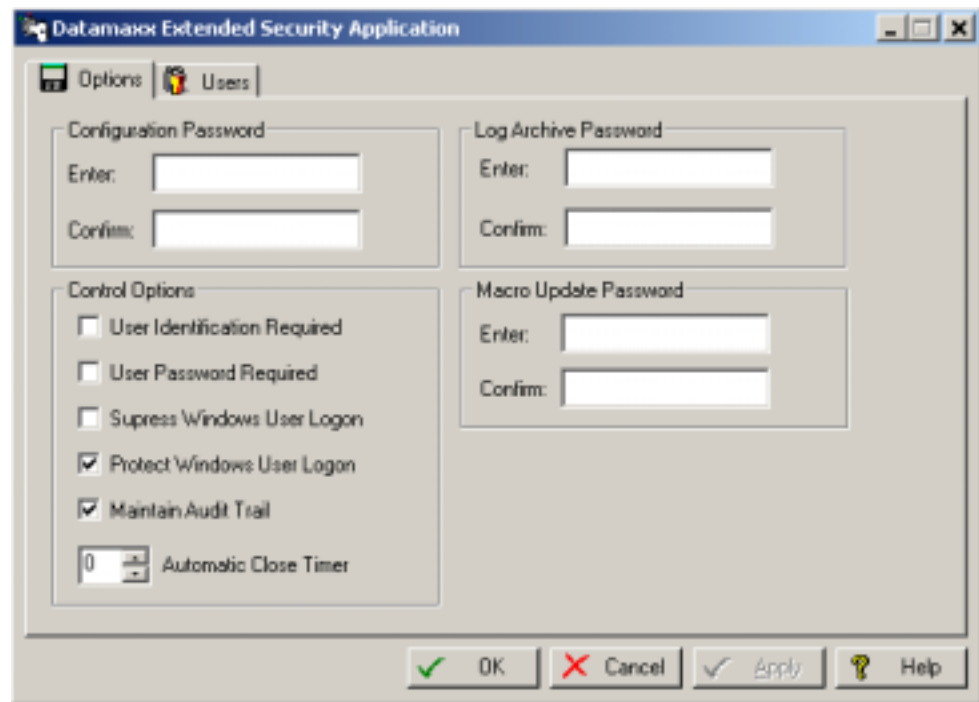 Datamaxx Extended Security Application
Options
Users
Configuration Password
Enter:
Confirm:
Log Archive Password
Enter:
Confirm:
Control Options
User Identification Required
User Password Required
Supress Windows User Logon
Protect Windows User Logon
Maintain Audit Trail
0 Automatic Close Timer
Macro Update Password
Enter:
Confirm:
OK
Cancel
Apply
Help